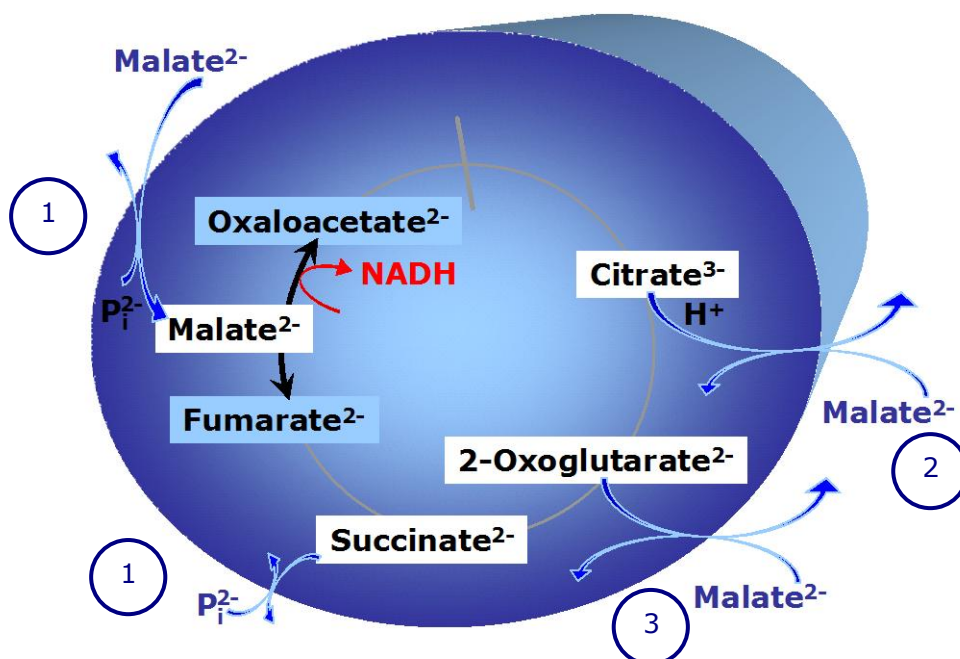 Malate²⁻
1
Oxaloacetate²⁻
NADH
Citrate³⁻
H⁺
Pᵢ²⁻
Malate²⁻
Fumarate²⁻
Malate²⁻
2-Oxoglutarate²⁻
2
Succinate²⁻
1
Pᵢ²⁻
Malate²⁻
3